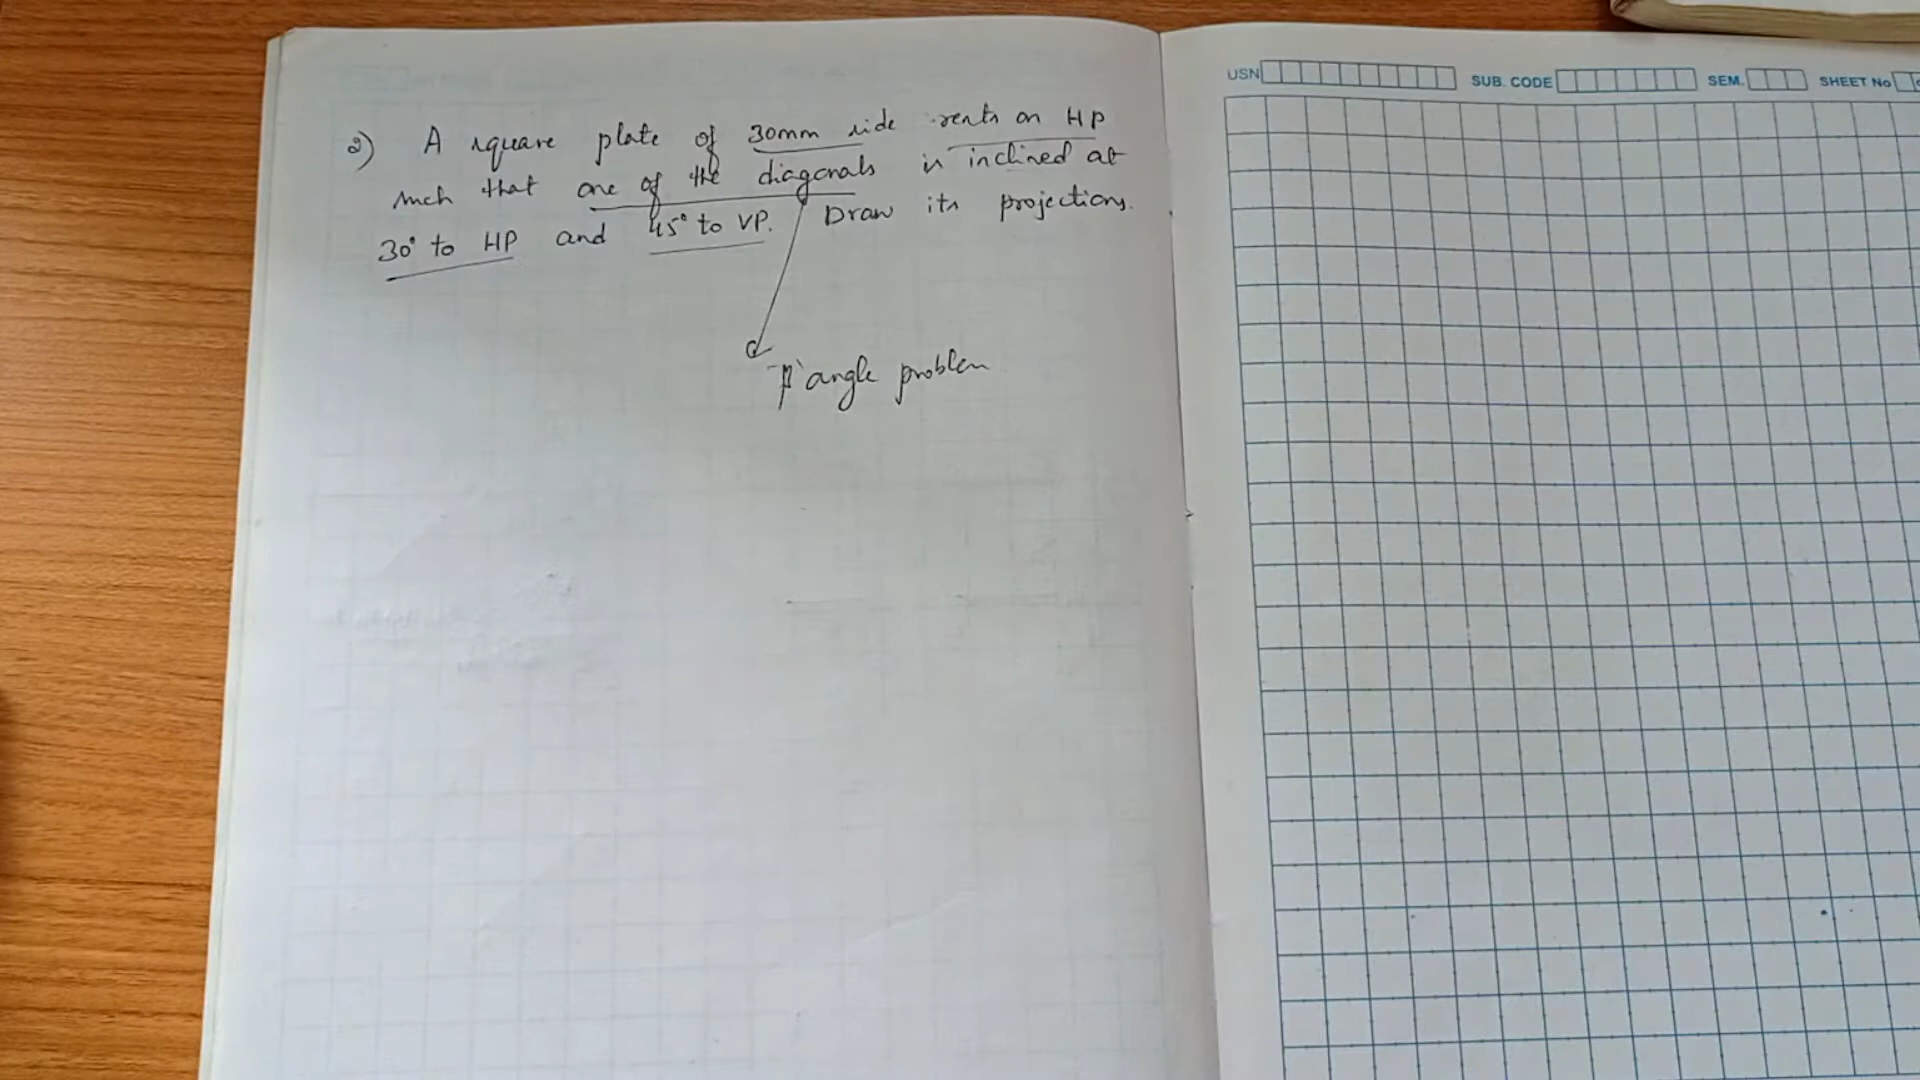 2) A square plate of 30mm side rests on HP
such that one of the diagonals is inclined at
30° to HP and 45° to VP. Draw its projections.
'β' angle problem
USN SUB. CODE SEM. SHEET No